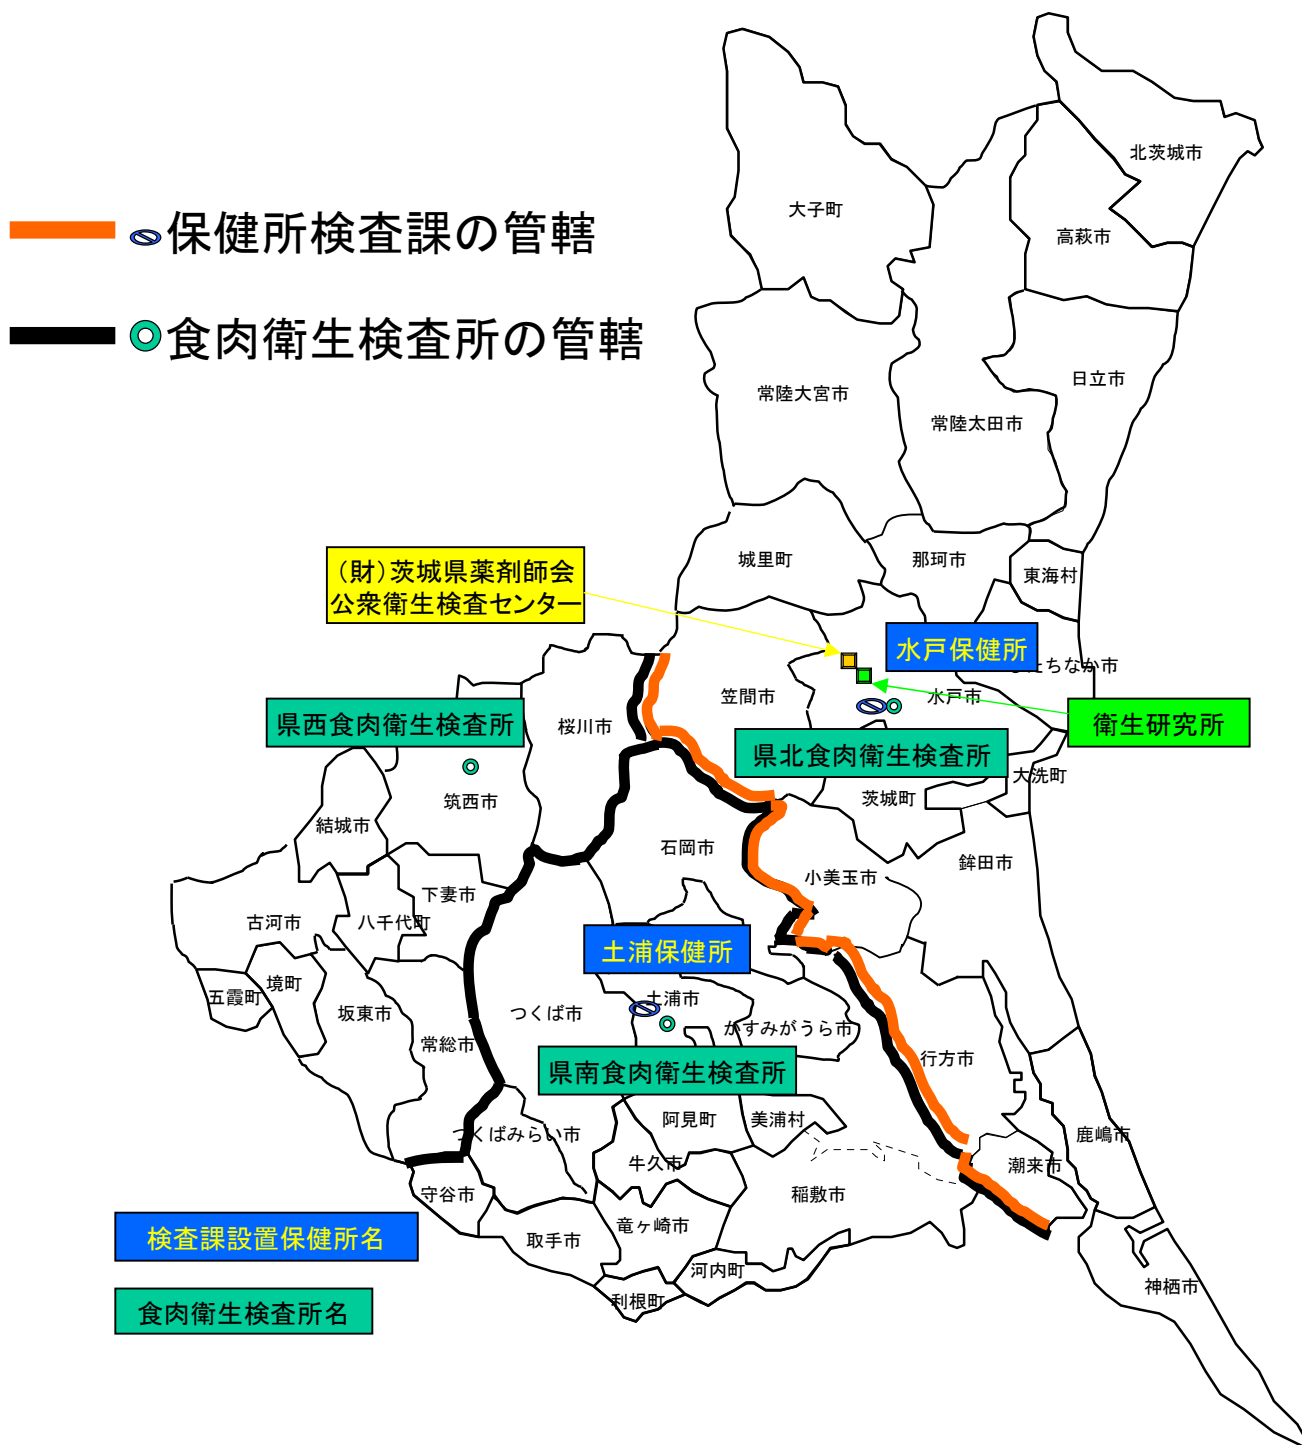 北茨城市
大子町
保健所検査課の管轄
高萩市
食肉衛生検査所の管轄
日立市
常陸大宮市
常陸太田市
城里町
那珂市
東海村
（財）茨城県薬剤師会
公衆衛生検査センター
水戸保健所
たちなか市
笠間市
水戸市
県西食肉衛生検査所
桜川市
衛生研究所
県北食肉衛生検査所
大洗町
筑西市
茨城町
結城市
石岡市
鉾田市
小美玉市
下妻市
古河市
八千代町
土浦保健所
境町
五霞町
坂東市
つくば市
土浦市
かすみがうら市
常総市
行方市
県南食肉衛生検査所
阿見町
美浦村
つくばみらい市
鹿嶋市
牛久市
潮来市
守谷市
稲敷市
竜ヶ崎市
検査課設置保健所名
取手市
河内町
神栖市
利根町
食肉衛生検査所名